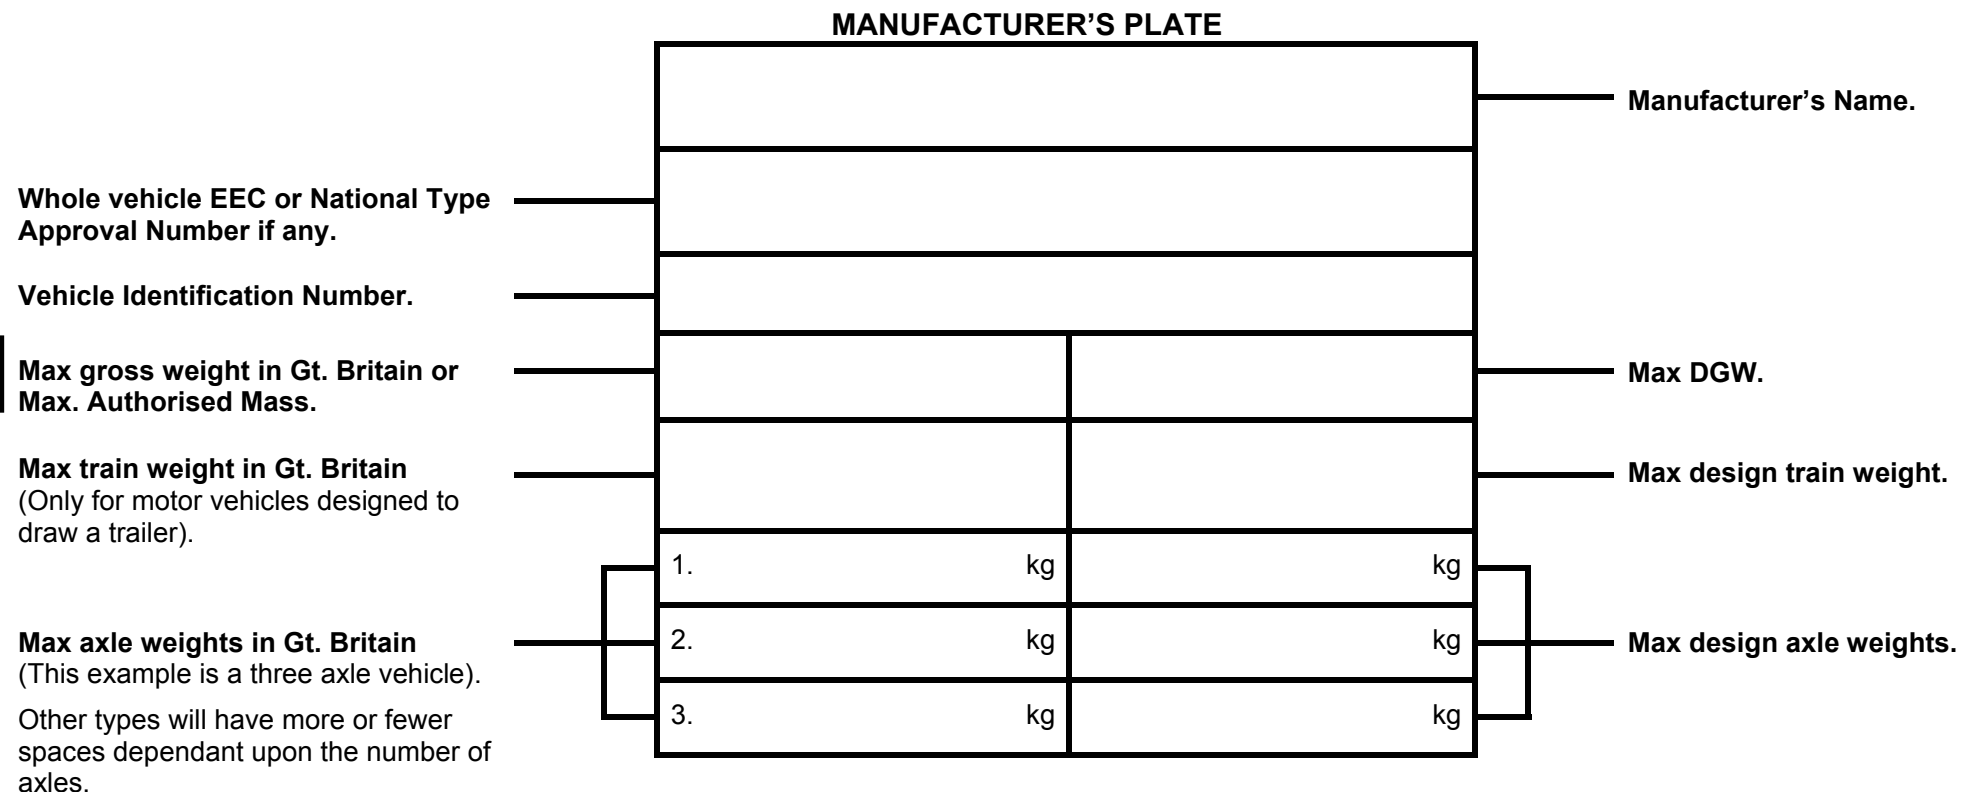 MANUFACTURER’S PLATE
Manufacturer’s Name.
Whole vehicle EEC or National Type
Approval Number if any.
Vehicle Identification Number.
Max gross weight in Gt. Britain or
Max. Authorised Mass.
Max DGW.
Max train weight in Gt. Britain
(Only for motor vehicles designed to
draw a trailer).
Max design train weight.
1. kg kg
2. kg kg
3. kg kg
Max axle weights in Gt. Britain
(This example is a three axle vehicle).
Other types will have more or fewer
spaces dependant upon the number of
axles.
Max design axle weights.